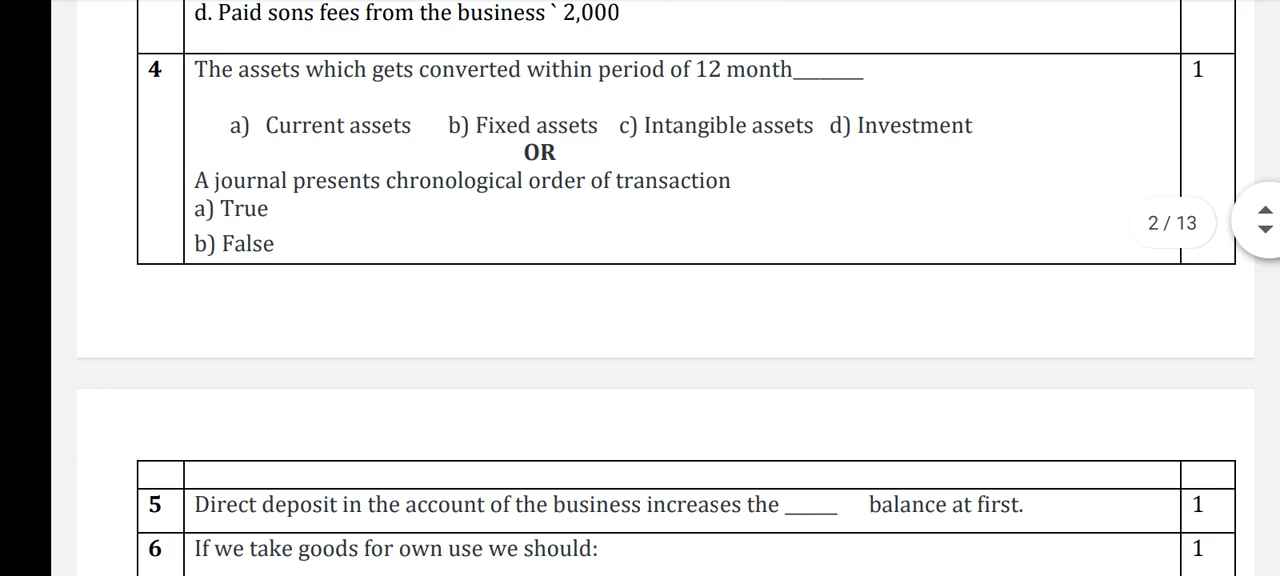 d. Paid sons fees from the business ` 2,000
4 The assets which gets converted within period of 12 month_______ 1
a) Current assets b) Fixed assets c) Intangible assets d) Investment
OR
A journal presents chronological order of transaction
a) True
2 / 13
b) False
5 Direct deposit in the account of the business increases the _____ balance at first. 1
6 If we take goods for own use we should: 1